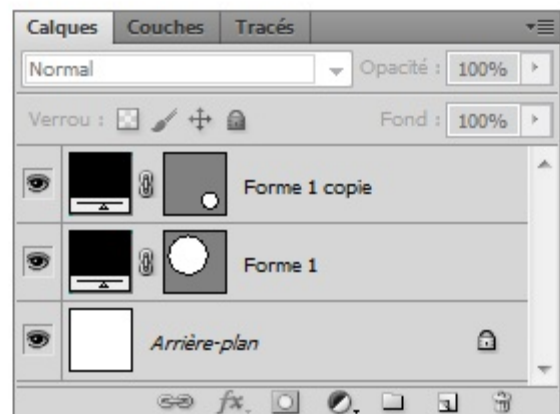 Calques Couches Tracés
Normal Opacité : 100%
Verrou : Fond : 100%
Forme 1 copie
Forme 1
Arrière-plan
fx.